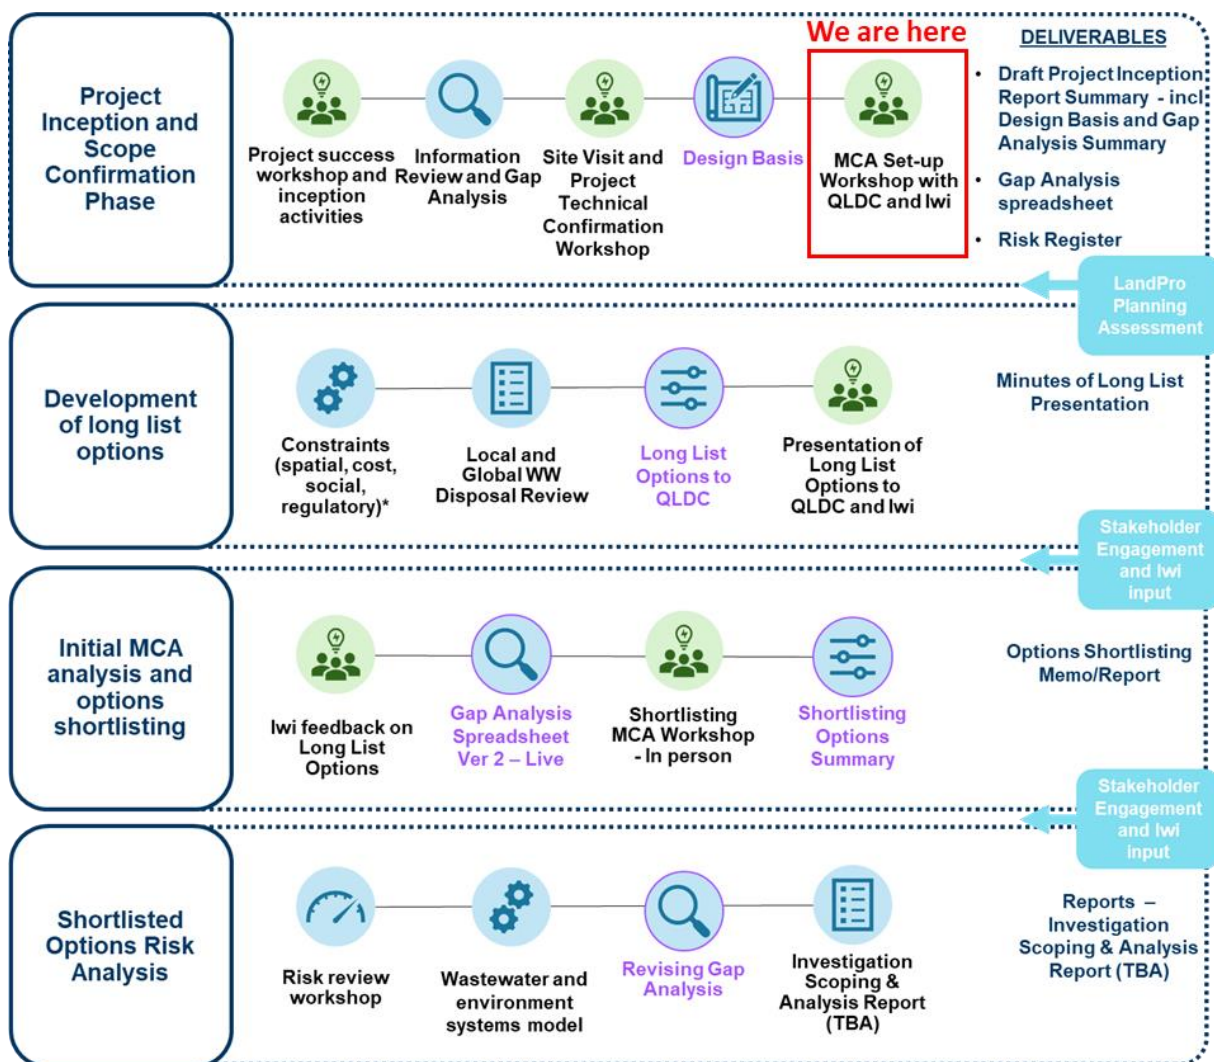 We are here
DELIVERABLES
Project
Inception and
Scope
Confirmation
Phase
Project success
workshop and
inception
activities
Information
Review and Gap
Analysis
Site Visit and
Project
Technical
Confirmation
Workshop
Design Basis
MCA Set-up
Workshop with
QLDC and Iwi
• Draft Project Inception
Report Summary - incl
Design Basis and Gap
Analysis Summary
• Gap Analysis
spreadsheet
• Risk Register
LandPro
Planning
Assessment
Development
of long list
options
Constraints
(spatial, cost,
social,
regulatory)*
Local and
Global WW
Disposal Review
Long List
Options to
QLDC
Presentation of
Long List
Options to
QLDC and Iwi
Minutes of Long List
Presentation
Stakeholder
Engagement
and Iwi
input
Initial MCA
analysis and
options
shortlisting
Iwi feedback on
Long List
Options
Gap Analysis
Spreadsheet
Ver 2 – Live
Shortlisting
MCA Workshop
- In person
Shortlisting
Options
Summary
Options Shortlisting
Memo/Report
Stakeholder
Engagement
and Iwi
input
Shortlisted
Options Risk
Analysis
Risk review
workshop
Wastewater and
environment
systems model
Revising Gap
Analysis
Investigation
Scoping &
Analysis Report
(TBA)
Reports –
Investigation
Scoping & Analysis
Report (TBA)